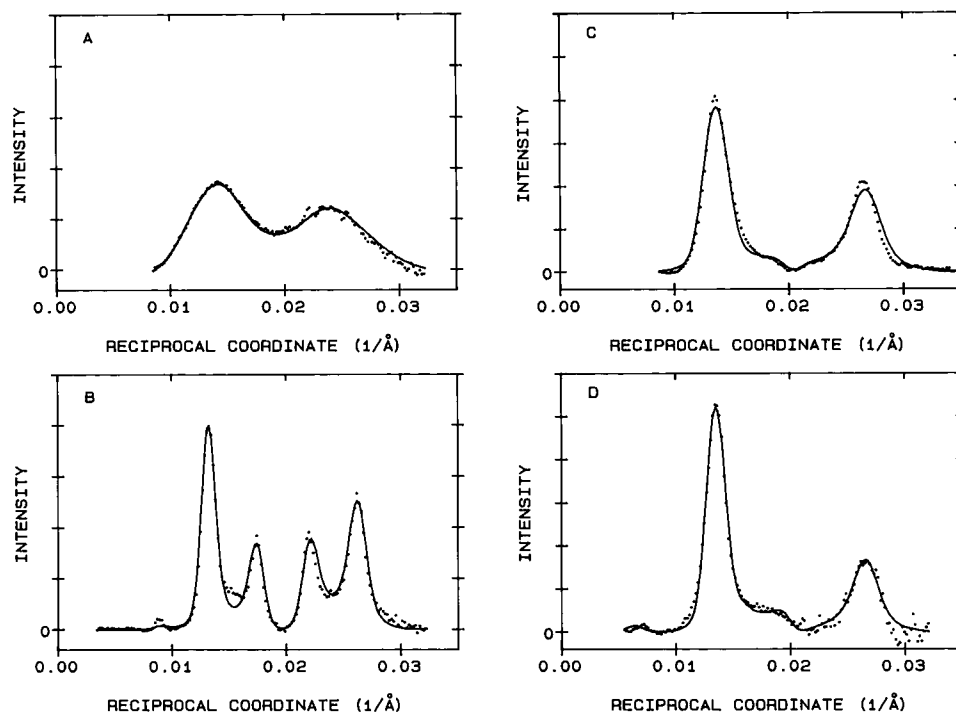 A
INTENSITY
0
0.00 0.01 0.02 0.03
RECIPROCAL COORDINATE (1/Å)
C
INTENSITY
0
0.00 0.01 0.02 0.03
RECIPROCAL COORDINATE (1/Å)
B
INTENSITY
0
0.00 0.01 0.02 0.03
RECIPROCAL COORDINATE (1/Å)
D
INTENSITY
0
0.00 0.01 0.02 0.03
RECIPROCAL COORDINATE (1/Å)